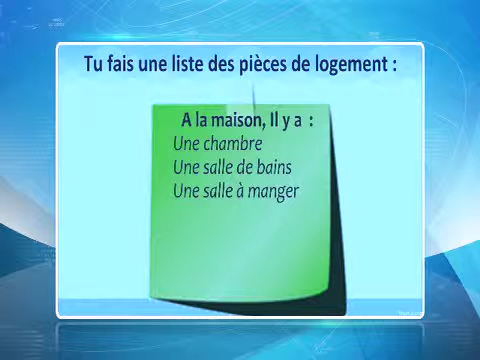 Tu fais une liste des pièces de logement :
A la maison, Il y a :
Une chambre
Une salle de bains
Une salle à manger